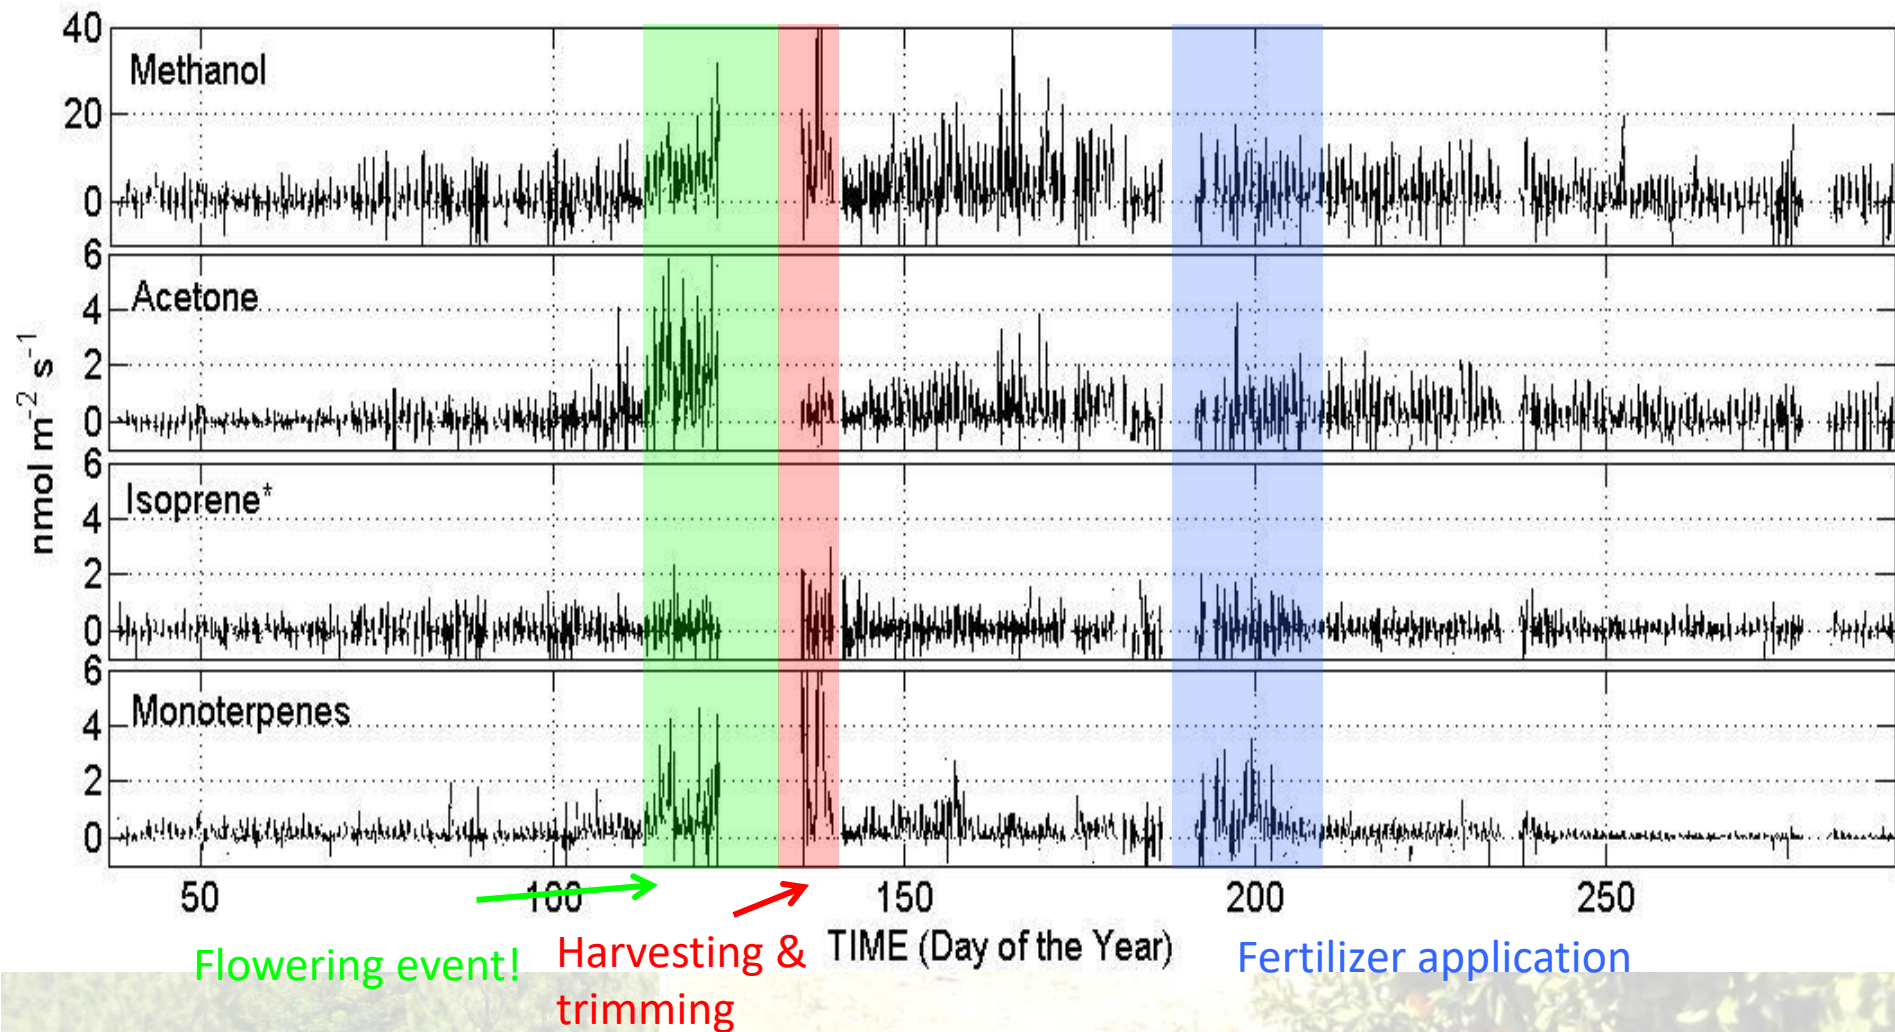 40
Methanol
20
0
6
Acetone
4
2
0
6
Isoprene*
4
2
0
6
Monoterpenes
4
2
0
nmol m⁻² s⁻¹
50 100 150 200 250
TIME (Day of the Year)
Flowering event!
Harvesting &
trimming
Fertilizer application